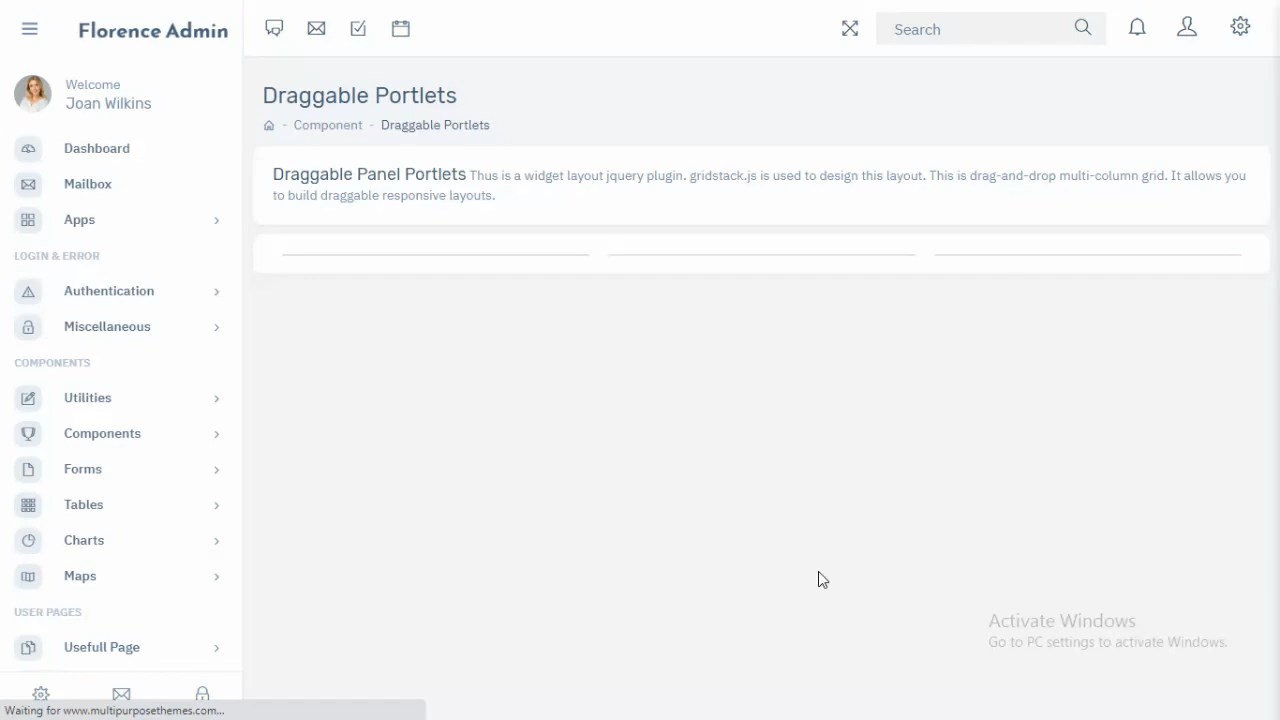 Florence Admin
Search
Welcome
Joan Wilkins
Dashboard
Mailbox
Apps
LOGIN & ERROR
Authentication
Miscellaneous
COMPONENTS
Utilities
Components
Forms
Tables
Charts
Maps
USER PAGES
Usefull Page
Draggable Portlets
- Component - Draggable Portlets
Draggable Panel Portlets Thus is a widget layout jquery plugin. gridstack.js is used to design this layout. This is drag-and-drop multi-column grid. It allows you
to build draggable responsive layouts.
Activate Windows
Go to PC settings to activate Windows.
Waiting for www.multipurposethemes.com...